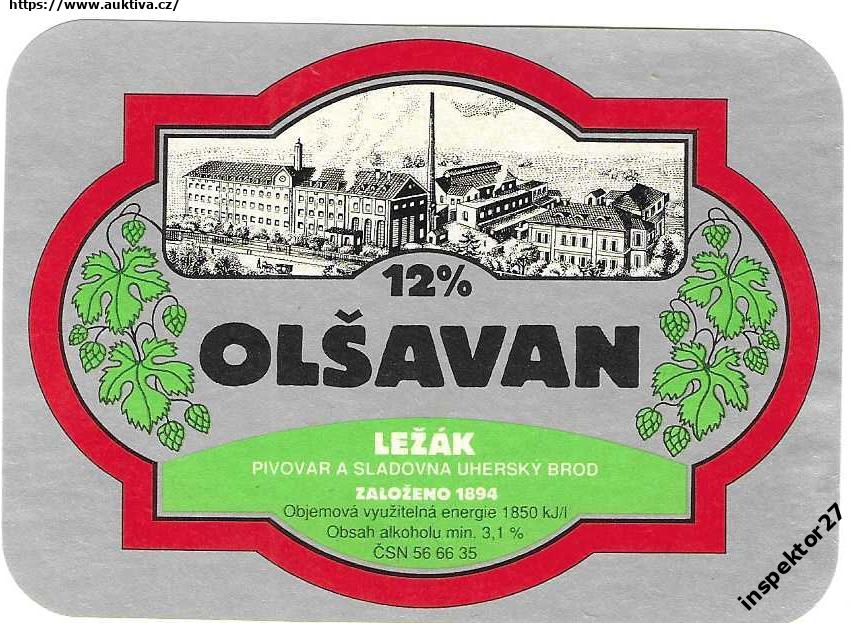 https://www.auktiva.cz/
12%
OLŠAVAN
LEŽÁK
PIVOVAR A SLADOVNA UHERSKÝ BROD
ZALOŽENO 1894
Objemová využitelná energie 1850 kJ/l
Obsah alkoholu min. 3,1 %
ČSN 56 66 35
inspektor27